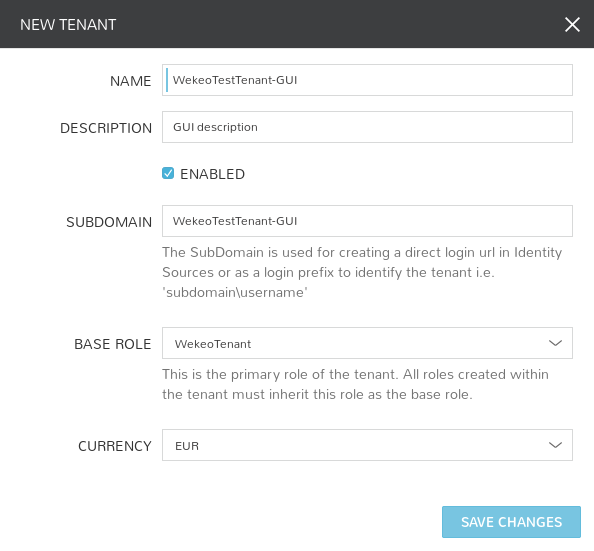 NEW TENANT
NAME WekeoTestTenant-GUI
DESCRIPTION GUI description
ENABLED
SUBDOMAIN WekeoTestTenant-GUI
The SubDomain is used for creating a direct login url in Identity
Sources or as a login prefix to identify the tenant i.e.
'subdomain\username'
BASE ROLE WekeoTenant
This is the primary role of the tenant. All roles created within
the tenant must inherit this role as the base role.
CURRENCY EUR
SAVE CHANGES